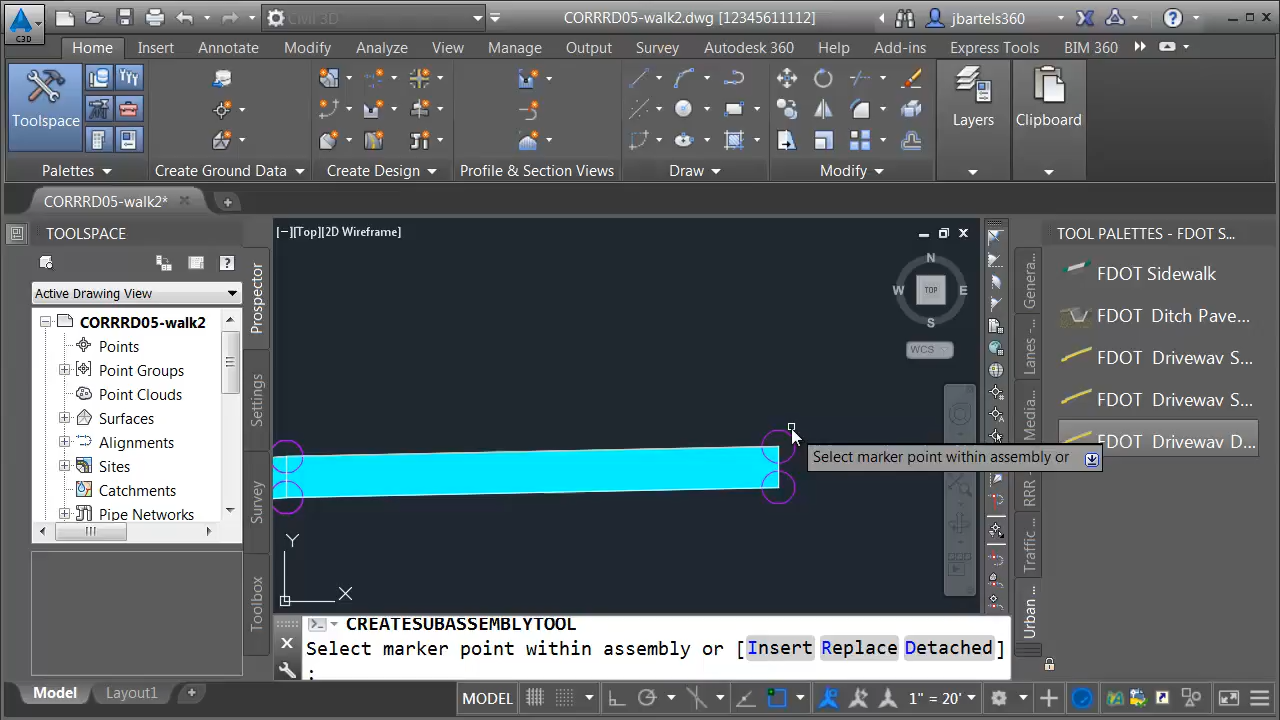 Civil 3D
CORRRD05-walk2.dwg [12345611112]
jbartels360
C3D
Home Insert Annotate Modify Analyze View Manage Output Survey Autodesk 360 Help Add-ins Express Tools BIM 360
Toolspace
Layers
Clipboard
Palettes
Create Ground Data
Create Design
Profile & Section Views
Draw
Modify
CORRRD05-walk2*
TOOLSPACE
Active Drawing View
CORRRD05-walk2
Points
Point Groups
Point Clouds
Surfaces
Alignments
Sites
Catchments
Pipe Networks
Prospector
Settings
Survey
Toolbox
[−][Top][2D Wireframe]
N
W TOP E
S
WCS
Select marker point within assembly or
Y
X
TOOL PALETTES - FDOT S...
FDOT Sidewalk
FDOT Ditch Pave...
FDOT Driveway S...
FDOT Driveway S...
FDOT Driveway D...
Genera...
Lanes -...
Media...
RRR - ...
Traffic ...
Urban ...
CREATESUBASSEMBLYTOOL
Select marker point within assembly or [Insert Replace Detached]
:
Model Layout1
MODEL
1" = 20'